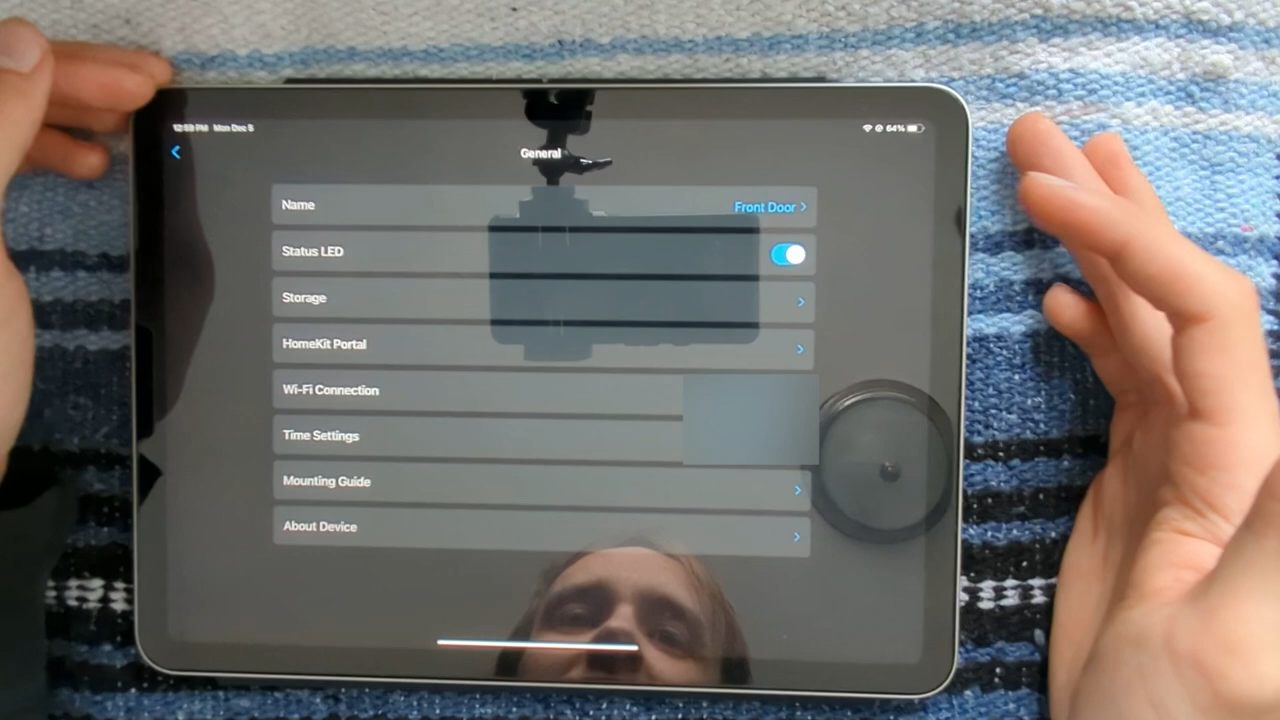 12:59 PM Mon Dec 5
64%
General
Name
Front Door
Status LED
Storage
HomeKit Portal
Wi-Fi Connection
Time Settings
Mounting Guide
About Device